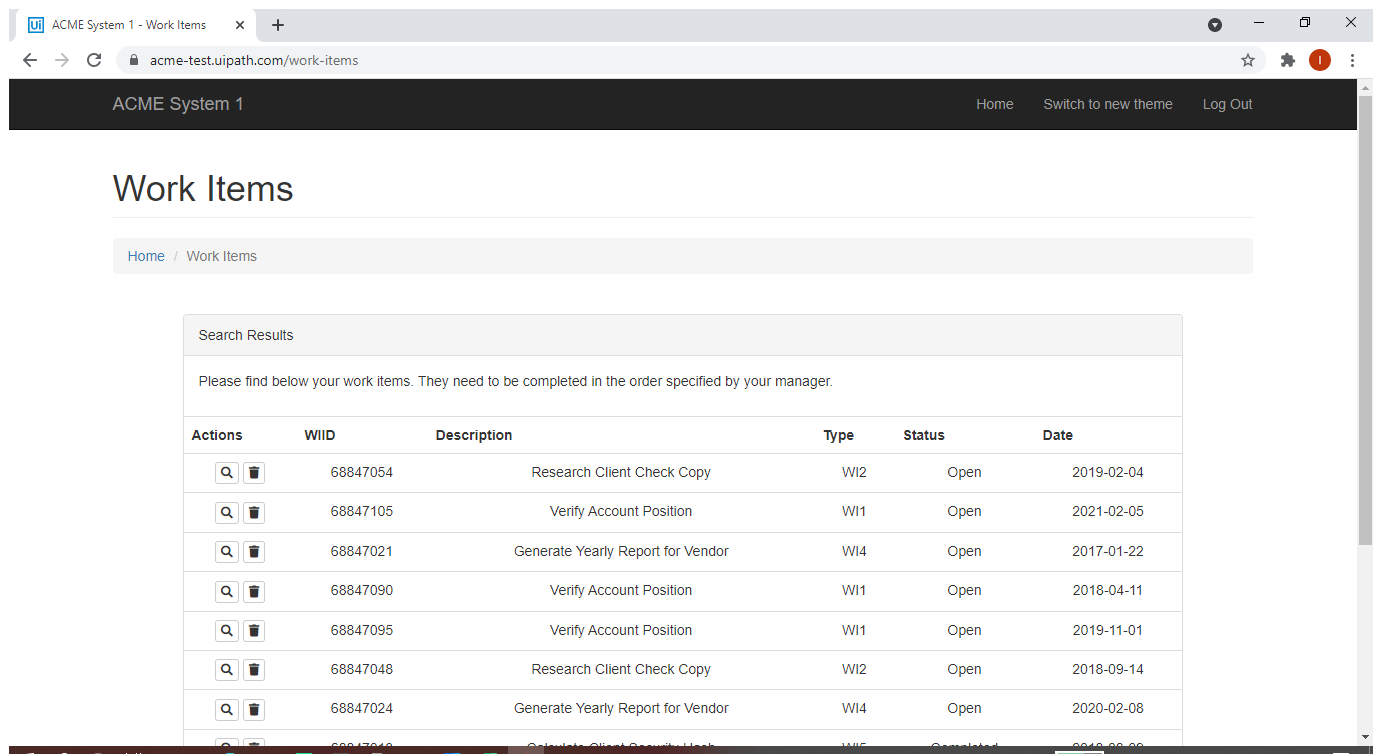 Ui ACME System 1 - Work Items
acme-test.uipath.com/work-items
I
ACME System 1 Home Switch to new theme Log Out
Work Items
Home / Work Items
Search Results
Please find below your work items. They need to be completed in the order specified by your manager.
Actions WIID Description Type Status Date
68847054 Research Client Check Copy WI2 Open 2019-02-04
68847105 Verify Account Position WI1 Open 2021-02-05
68847021 Generate Yearly Report for Vendor WI4 Open 2017-01-22
68847090 Verify Account Position WI1 Open 2018-04-11
68847095 Verify Account Position WI1 Open 2019-11-01
68847048 Research Client Check Copy WI2 Open 2018-09-14
68847024 Generate Yearly Report for Vendor WI4 Open 2020-02-08
Calculate Client Security Hash WI5 Completed